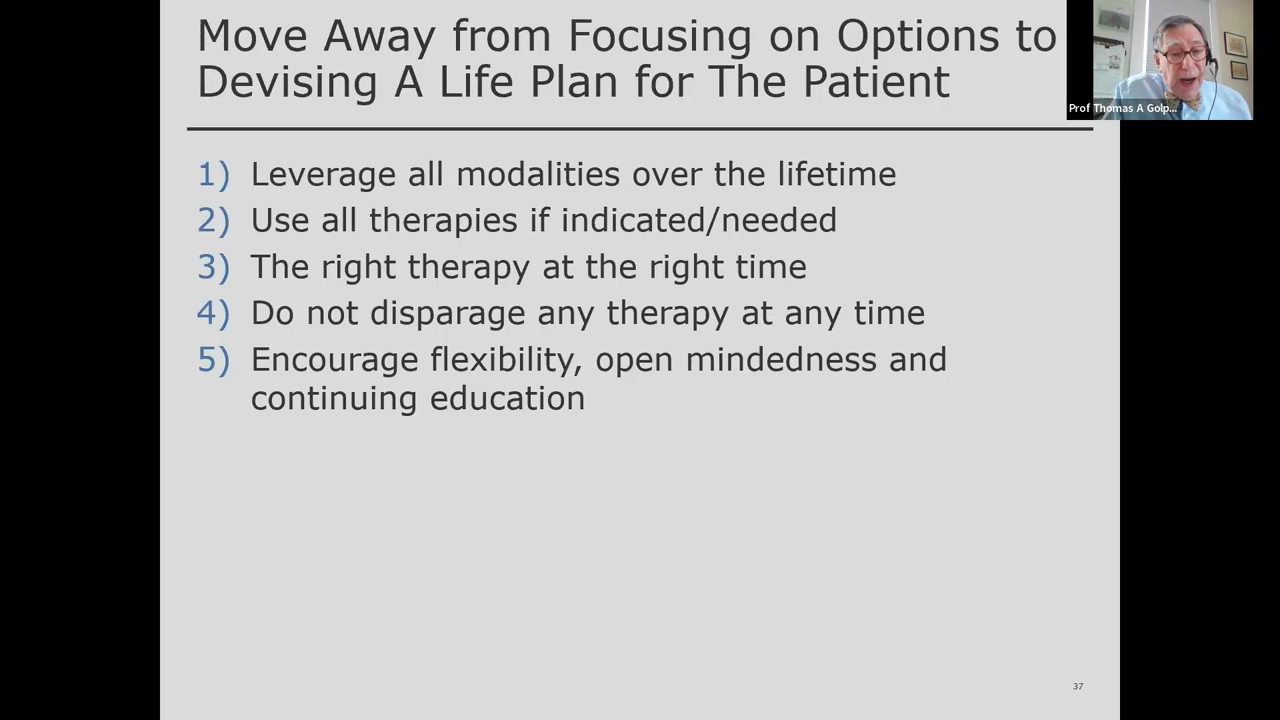 Move Away from Focusing on Options to
Devising A Life Plan for The Patient
Prof Thomas A Golp...
1) Leverage all modalities over the lifetime
2) Use all therapies if indicated/needed
3) The right therapy at the right time
4) Do not disparage any therapy at any time
5) Encourage flexibility, open mindedness and
continuing education
37